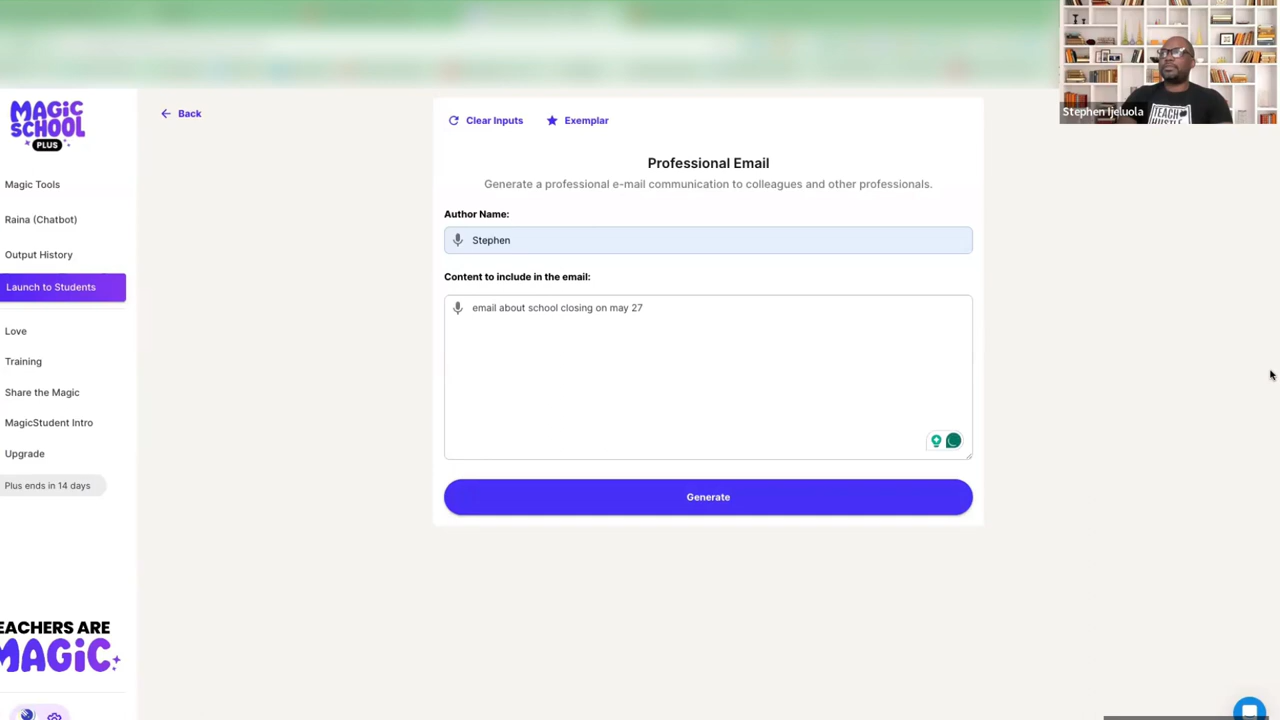 MAGIC
SCHOOL
PLUS
Magic Tools
Raina (Chatbot)
Output History
Launch to Students
Love
Training
Share the Magic
MagicStudent Intro
Upgrade
Plus ends in 14 days
EACHERS ARE
MAGIC
Back
Clear Inputs
Exemplar
Professional Email
Generate a professional e-mail communication to colleagues and other professionals.
Author Name:
Stephen
Content to include in the email:
email about school closing on may 27
Generate
TEACH
HUSTLE
Stephen Ijeluola